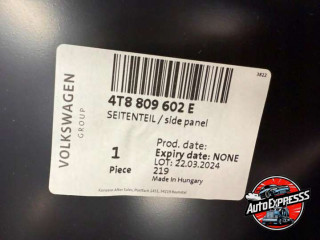 3822
VOLKSWAGEN
GROUP
4T8 809 602 E
SEITENTEIL / side panel
1
Piece
Prod. date:
Expiry date: NONE
LOT: 22.03.2024
219
Made in Hungary
AutoExpresss